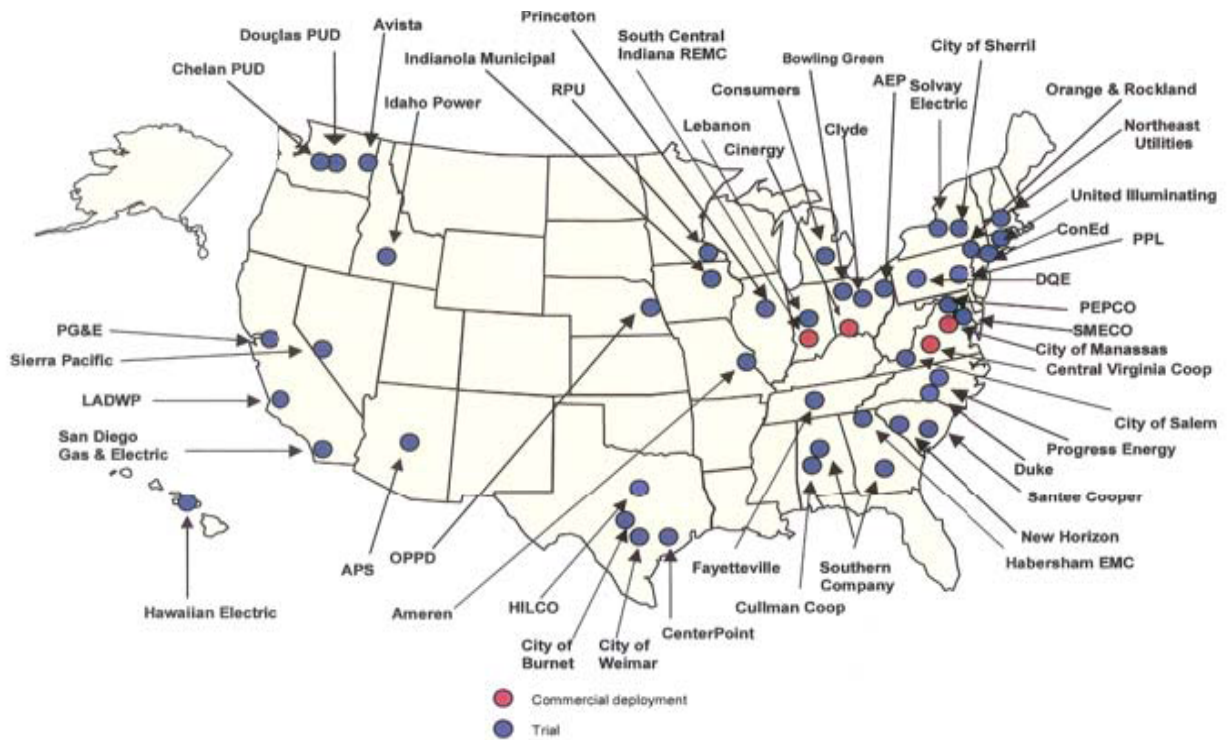 Princeton
Avista
South Central
Indiana REMC
Douglas PUD
City of Sherril
Indianola Municipal
Bowling Green
Chelan PUD
RPU
Consumers
AEP
Solvay
Electric
Orange & Rockland
Idaho Power
Northeast
Utilities
Lebanon
Clyde
Cinergy
United Illuminating
ConEd
PPL
DQE
PEPCO
SMECO
PG&E
City of Manassas
Sierra Pacific
Central Virginia Coop
LADWP
City of Salem
San Diego
Gas & Electric
Progress Energy
Duke
Santee Cooper
New Horizon
Habersham EMC
APS
OPPD
Fayetteville
Southern
Company
Hawaiian Electric
Ameren
HILCO
Cullman Coop
CenterPoint
City of
Burnet
City of
Weimar
Commercial deployment
Trial